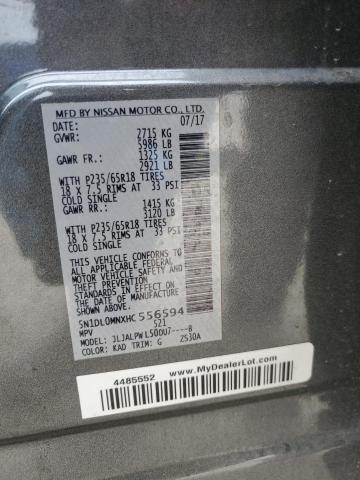 MFD BY NISSAN MOTOR CO., LTD.
DATE: 07/17
GVWR: 2715 KG
5986 LB
GAWR FR.: 1325 KG
2921 LB
WITH P235/65R18 TIRES
18 X 7.5 RIMS AT 33 PSI
COLD SINGLE
GAWR RR.: 1415 KG
3120 LB
WITH P235/65R18 TIRES
18 X 7.5 RIMS AT 33 PSI
COLD SINGLE
THIS VEHICLE CONFORMS TO
ALL APPLICABLE FEDERAL
MOTOR VEHICLE SAFETY AND
THEFT PREVENTION
STANDARDS IN EFFECT ON
THE DATE OF MANUFACTURE
SHOWN ABOVE.
5N1DL0MNXHC556594
MPV 521
MODEL: JLJALPWL50DU7----B
COLOR: KAD TRIM: G ZS30A
4485552
www.MyDealerLot.com